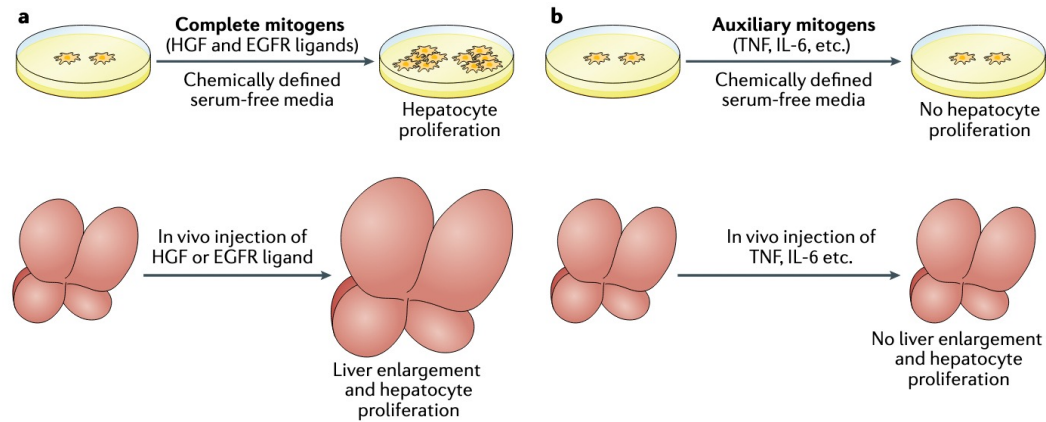 a
Complete mitogens
(HGF and EGFR ligands)
Chemically defined
serum-free media
Hepatocyte
proliferation
In vivo injection of
HGF or EGFR ligand
Liver enlargement
and hepatocyte
proliferation
b
Auxiliary mitogens
(TNF, IL-6, etc.)
Chemically defined
serum-free media
No hepatocyte
proliferation
In vivo injection of
TNF, IL-6 etc.
No liver enlargement
and hepatocyte
proliferation